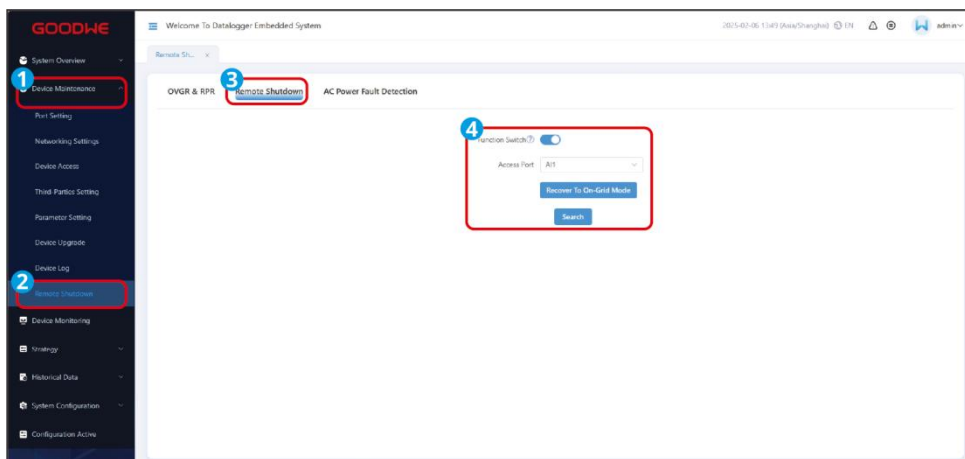 GOODWE
Welcome To Datalogger Embedded System
2025-02-06 13:49 (Asia/Shanghai) EN
admin
System Overview
Remote Sh... ×
1
Device Maintenance
OVGR & RPR
3
Remote Shutdown
AC Power Fault Detection
Port Setting
4
Function Switch
Networking Settings
Access Port AI1
Device Access
Third-Parties Setting
Recover To On-Grid Mode
Parameter Setting
Search
Device Upgrade
Device Log
2
Remote Shutdown
Device Monitoring
Strategy
Historical Data
System Configuration
Configuration Active